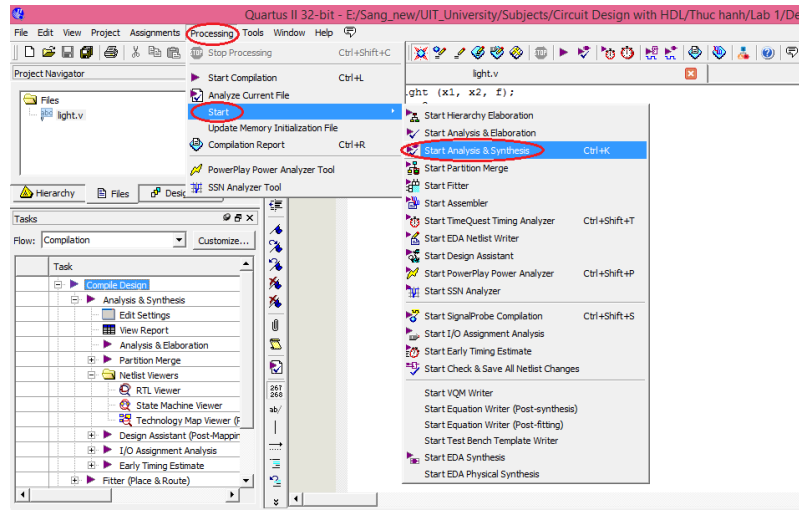 Quartus II 32-bit - E:/Sang_new/UIT_University/Subjects/Circuit Design with HDL/Thuc hanh/Lab 1/De
File Edit View Project Assignments Processing Tools Window Help
Project Navigator
Files
light.v
Hierarchy
Files
Stop Processing Ctrl+Shift+C
Start Compilation Ctrl+L
Analyze Current File
Start
Update Memory Initialization File
Compilation Report Ctrl+R
PowerPlay Power Analyzer Tool
SSN Analyzer Tool
light.v
ght (x1, x2, f);
Start Hierarchy Elaboration
Start Analysis & Elaboration
Start Analysis & Synthesis Ctrl+K
Start Partition Merge
Start Fitter
Start Assembler
Start TimeQuest Timing Analyzer Ctrl+Shift+T
Start EDA Netlist Writer
Start Design Assistant
Start PowerPlay Power Analyzer Ctrl+Shift+P
Start SSN Analyzer
Start SignalProbe Compilation Ctrl+Shift+S
Start I/O Assignment Analysis
Start Early Timing Estimate
Start Check & Save All Netlist Changes
Start VQM Writer
Start Equation Writer (Post-synthesis)
Start Equation Writer (Post-fitting)
Start Test Bench Template Writer
Start EDA Synthesis
Start EDA Physical Synthesis
Tasks
Flow: Compilation Customize...
Task
Compile Design
Analysis & Synthesis
Edit Settings
View Report
Analysis & Elaboration
Partition Merge
Netlist Viewers
RTL Viewer
State Machine Viewer
Technology Map Viewer (F
Design Assistant (Post-Mappin
I/O Assignment Analysis
Early Timing Estimate
Fitter (Place & Route)
267
268
ab/